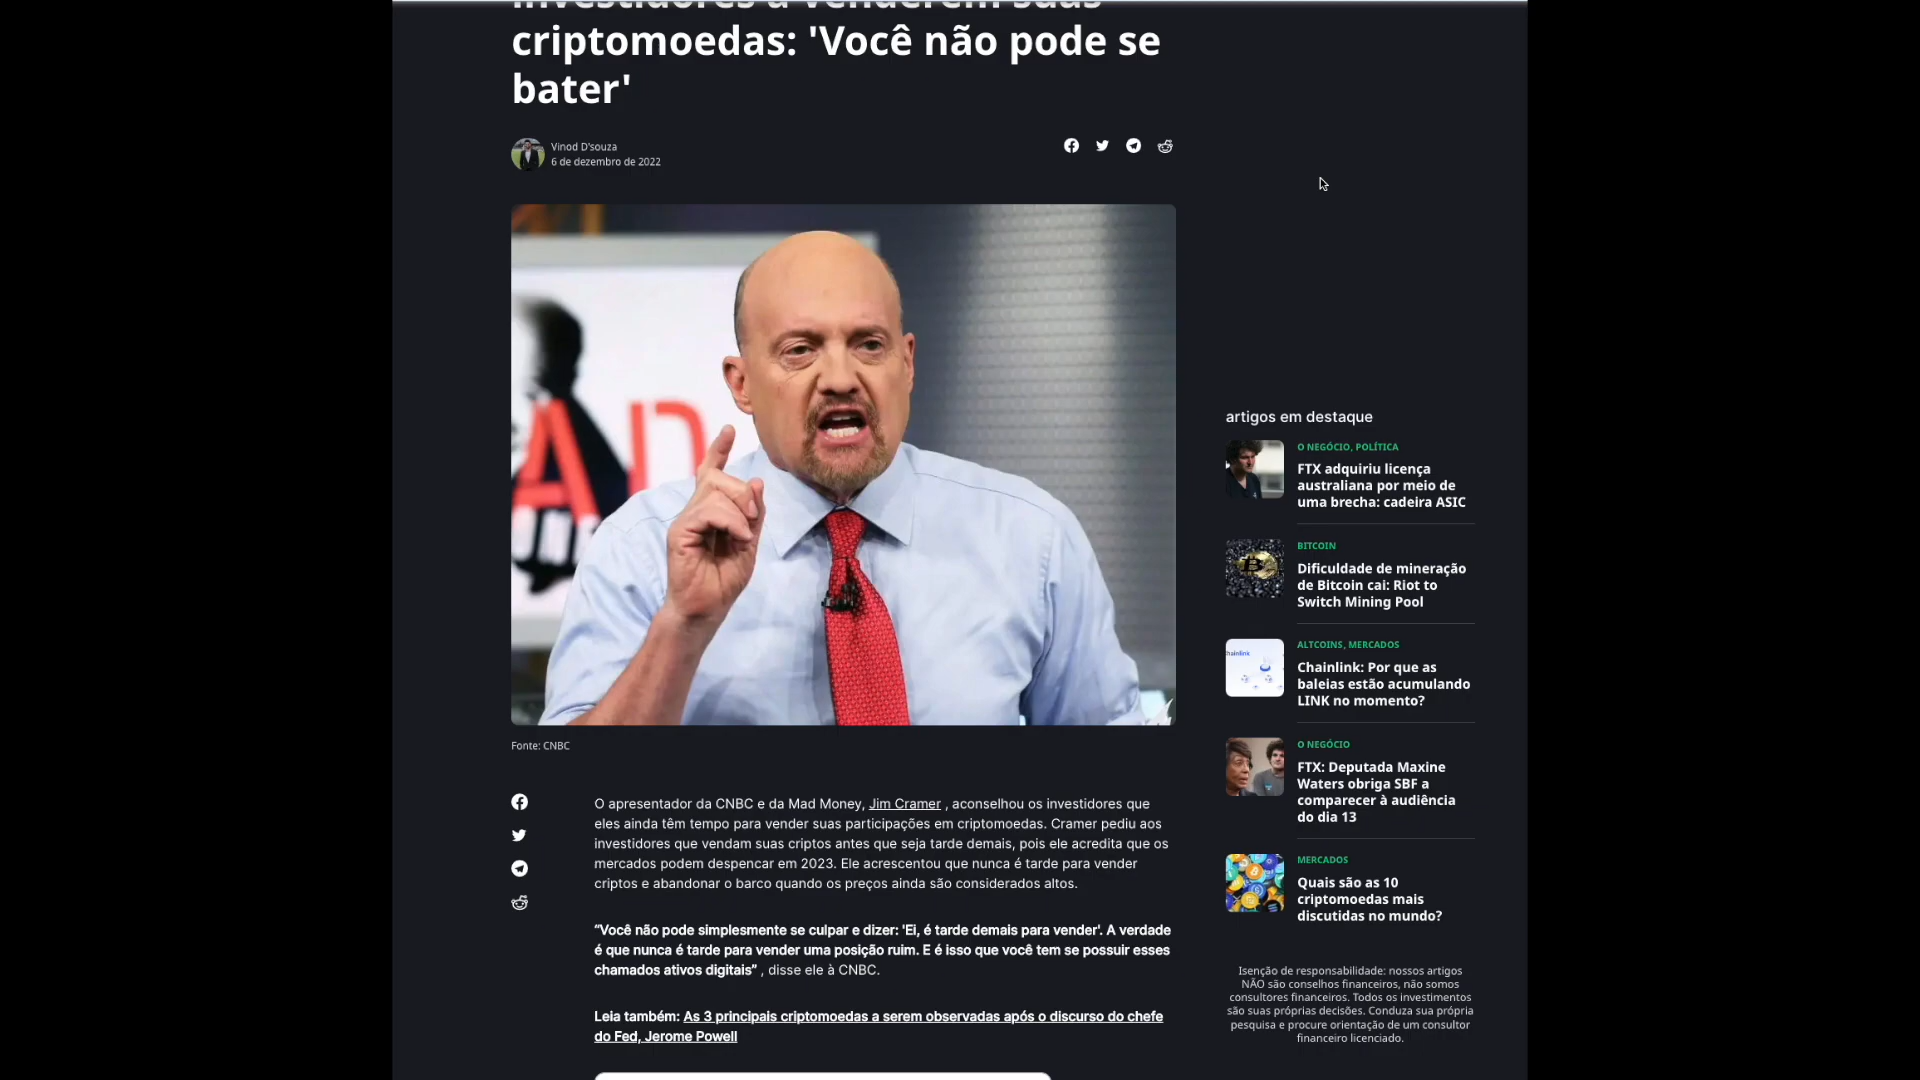 investidores a venderem suas
criptomoedas: 'Você não pode se
bater'
Vinod D'souza
6 de dezembro de 2022
AD
Fonte: CNBC
O apresentador da CNBC e da Mad Money, Jim Cramer , aconselhou os investidores que
eles ainda têm tempo para vender suas participações em criptomoedas. Cramer pediu aos
investidores que vendam suas criptos antes que seja tarde demais, pois ele acredita que os
mercados podem despencar em 2023. Ele acrescentou que nunca é tarde para vender
criptos e abandonar o barco quando os preços ainda são considerados altos.
“Você não pode simplesmente se culpar e dizer: 'Ei, é tarde demais para vender'. A verdade
é que nunca é tarde para vender uma posição ruim. E é isso que você tem se possuir esses
chamados ativos digitais” , disse ele à CNBC.
Leia também: As 3 principais criptomoedas a serem observadas após o discurso do chefe
do Fed, Jerome Powell
artigos em destaque
O NEGÓCIO, POLÍTICA
FTX adquiriu licença
australiana por meio de
uma brecha: cadeira ASIC
BITCOIN
Dificuldade de mineração
de Bitcoin cai: Riot to
Switch Mining Pool
ALTCOINS, MERCADOS
Chainlink: Por que as
baleias estão acumulando
LINK no momento?
O NEGÓCIO
FTX: Deputada Maxine
Waters obriga SBF a
comparecer à audiência
do dia 13
MERCADOS
Quais são as 10
criptomoedas mais
discutidas no mundo?
Isenção de responsabilidade: nossos artigos
NÃO são conselhos financeiros, não somos
consultores financeiros. Todos os investimentos
são suas próprias decisões. Conduza sua própria
pesquisa e procure orientação de um consultor
financeiro licenciado.